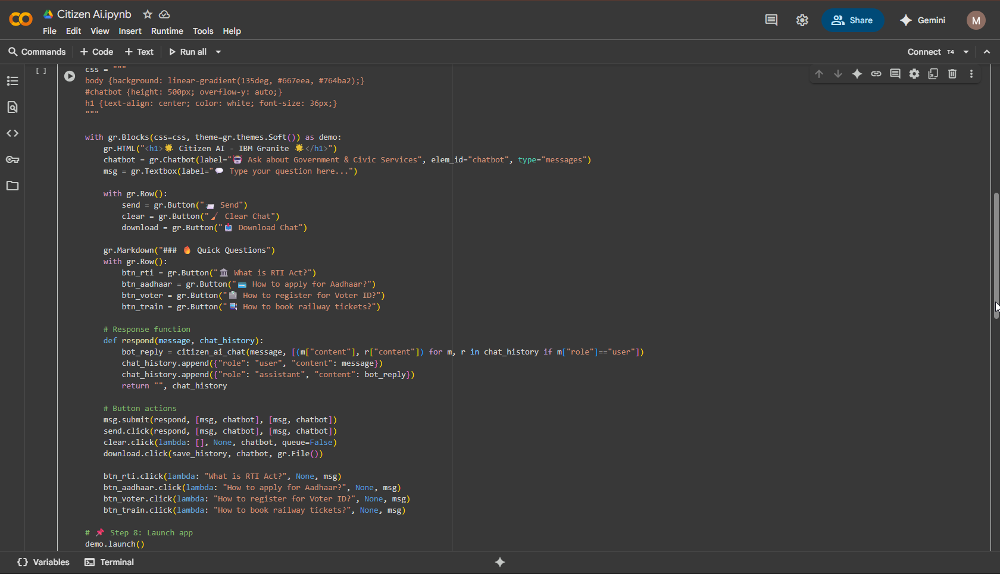 Citizen Ai.ipynb
File Edit View Insert Runtime Tools Help
Share
Gemini
M
Commands + Code + Text Run all
Connect T4
[ ]
css = """
body {background: linear-gradient(135deg, #667eea, #764ba2);}
#chatbot {height: 500px; overflow-y: auto;}
h1 {text-align: center; color: white; font-size: 36px;}
"""
with gr.Blocks(css=css, theme=gr.themes.Soft()) as demo:
gr.HTML("<h1>🌟 Citizen AI - IBM Granite 🌟</h1>")
chatbot = gr.Chatbot(label="🤖 Ask about Government & Civic Services", elem_id="chatbot", type="messages")
msg = gr.Textbox(label="💬 Type your question here...")
with gr.Row():
send = gr.Button("📨 Send")
clear = gr.Button("🧹 Clear Chat")
download = gr.Button("📥 Download Chat")
gr.Markdown("### 🔥 Quick Questions")
with gr.Row():
btn_rti = gr.Button("🏛 What is RTI Act?")
btn_aadhaar = gr.Button("💳 How to apply for Aadhaar?")
btn_voter = gr.Button("🗳 How to register for Voter ID?")
btn_train = gr.Button("🚉 How to book railway tickets?")
# Response function
def respond(message, chat_history):
bot_reply = citizen_ai_chat(message, [(m["content"], r["content"]) for m, r in chat_history if m["role"]=="user"])
chat_history.append({"role": "user", "content": message})
chat_history.append({"role": "assistant", "content": bot_reply})
return "", chat_history
# Button actions
msg.submit(respond, [msg, chatbot], [msg, chatbot])
send.click(respond, [msg, chatbot], [msg, chatbot])
clear.click(lambda: [], None, chatbot, queue=False)
download.click(save_history, chatbot, gr.File())
btn_rti.click(lambda: "What is RTI Act?", None, msg)
btn_aadhaar.click(lambda: "How to apply for Aadhaar?", None, msg)
btn_voter.click(lambda: "How to register for Voter ID?", None, msg)
btn_train.click(lambda: "How to book railway tickets?", None, msg)
# 📌 Step 8: Launch app
demo.launch()
Variables Terminal